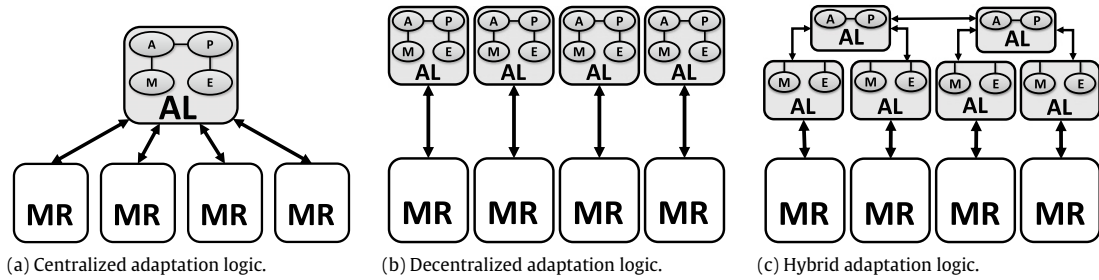 A P
M E
AL
MR MR MR MR
(a) Centralized adaptation logic.
A P A P A P A P
M E M E M E M E
AL AL AL AL
MR MR MR MR
(b) Decentralized adaptation logic.
A P A P
AL AL
M E M E M E M E
AL AL AL AL
MR MR MR MR
(c) Hybrid adaptation logic.